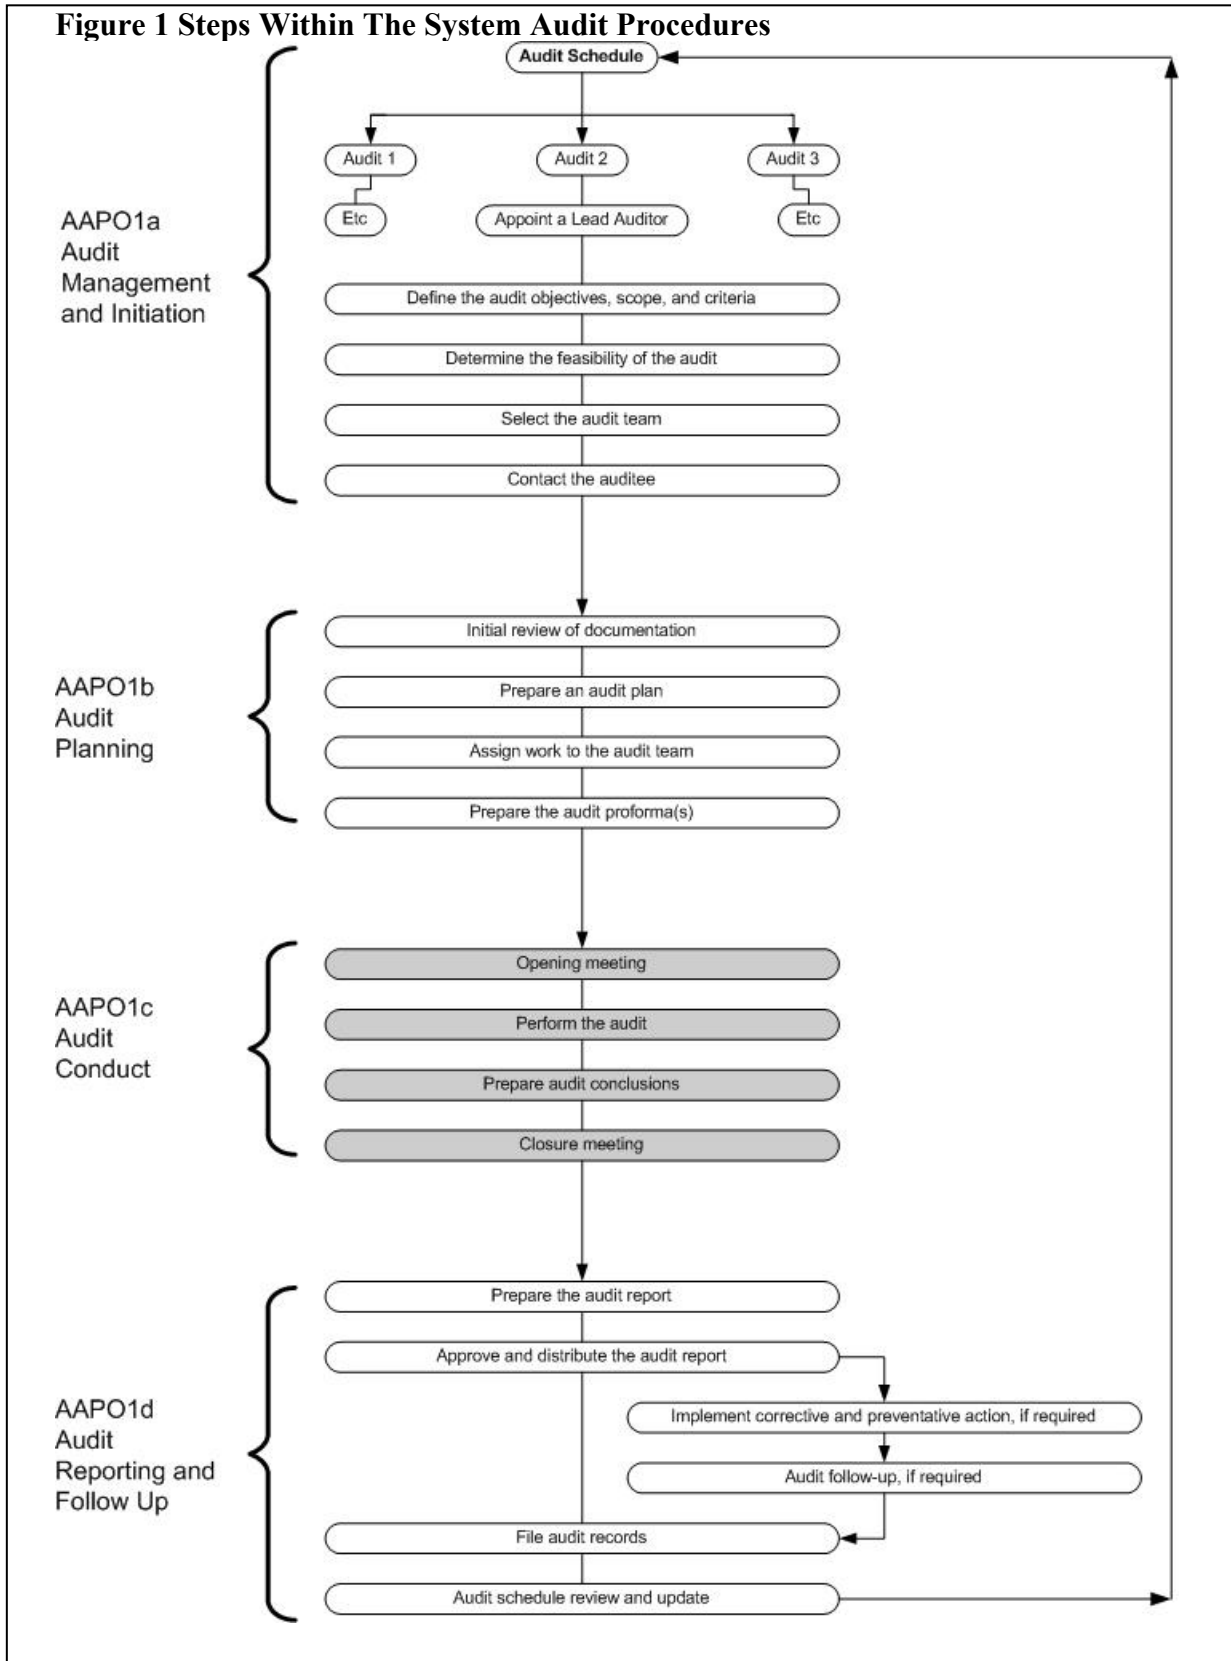 Figure 1 Steps Within The System Audit Procedures
Audit Schedule
Audit 1
Audit 2
Audit 3
Etc
Appoint a Lead Auditor
Etc
AAPO1a
Audit
Management
and Initiation
Define the audit objectives, scope, and criteria
Determine the feasibility of the audit
Select the audit team
Contact the auditee
AAPO1b
Audit
Planning
Initial review of documentation
Prepare an audit plan
Assign work to the audit team
Prepare the audit proforma(s)
AAPO1c
Audit
Conduct
Opening meeting
Perform the audit
Prepare audit conclusions
Closure meeting
AAPO1d
Audit
Reporting and
Follow Up
Prepare the audit report
Approve and distribute the audit report
Implement corrective and preventative action, if required
Audit follow-up, if required
File audit records
Audit schedule review and update